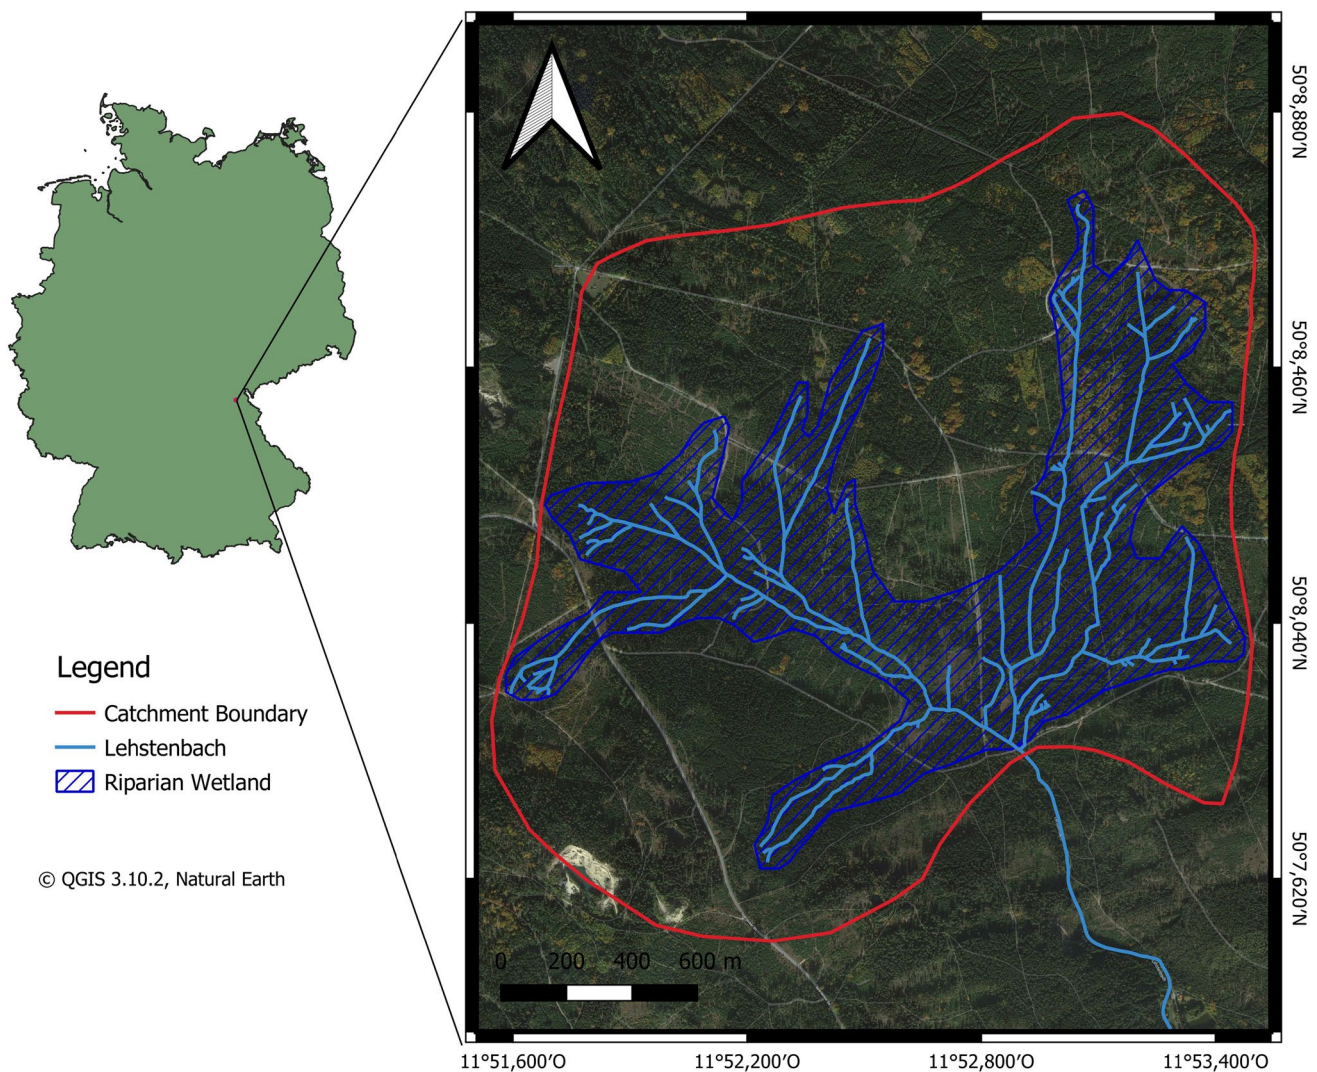 50°8,880′N
50°8,460′N
50°8,040′N
50°7,620′N
Legend
Catchment Boundary
Lehstenbach
Riparian Wetland
© QGIS 3.10.2, Natural Earth
0 200 400 600 m
11°51,600′O 11°52,200′O 11°52,800′O 11°53,400′O